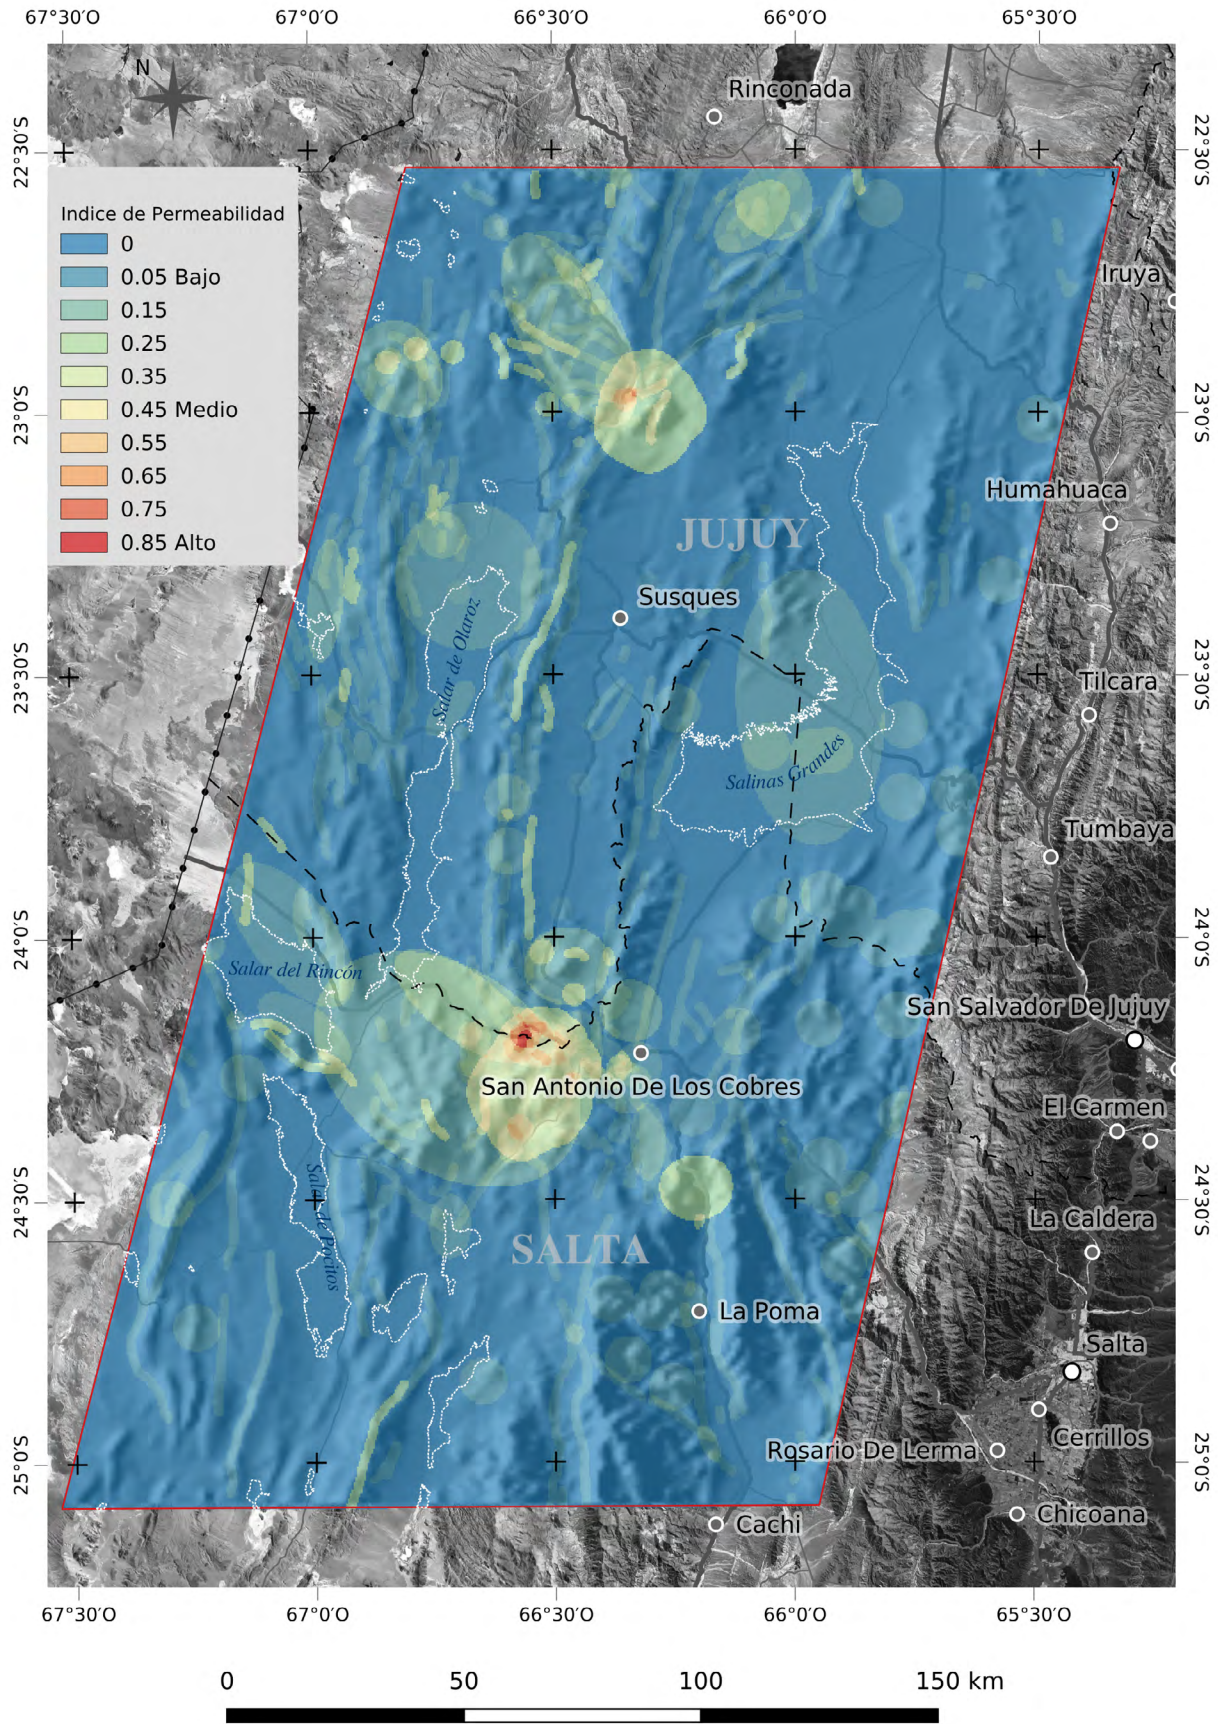 67°30'O 67°0'O 66°30'O 66°0'O 65°30'O
N
Rinconada
22°30'S
22°30'S
Indice de Permeabilidad
0
0.05 Bajo
0.15
0.25
0.35
0.45 Medio
0.55
0.65
0.75
0.85 Alto
Iruya
23°0'S
23°0'S
Humahuaca
JUJUY
Susques
Salar de Olaroz
23°30'S
23°30'S
Tilcara
Salinas Grandes
Tumbaya
24°0'S
24°0'S
Salar del Rincón
San Salvador De Jujuy
San Antonio De Los Cobres
El Carmen
24°30'S
24°30'S
Salar de Pocitos
La Caldera
SALTA
La Poma
Salta
Cerrillos
Rosario De Lerma
25°0'S
25°0'S
Cachi
Chicoana
67°30'O 67°0'O 66°30'O 66°0'O 65°30'O
0 50 100 150 km